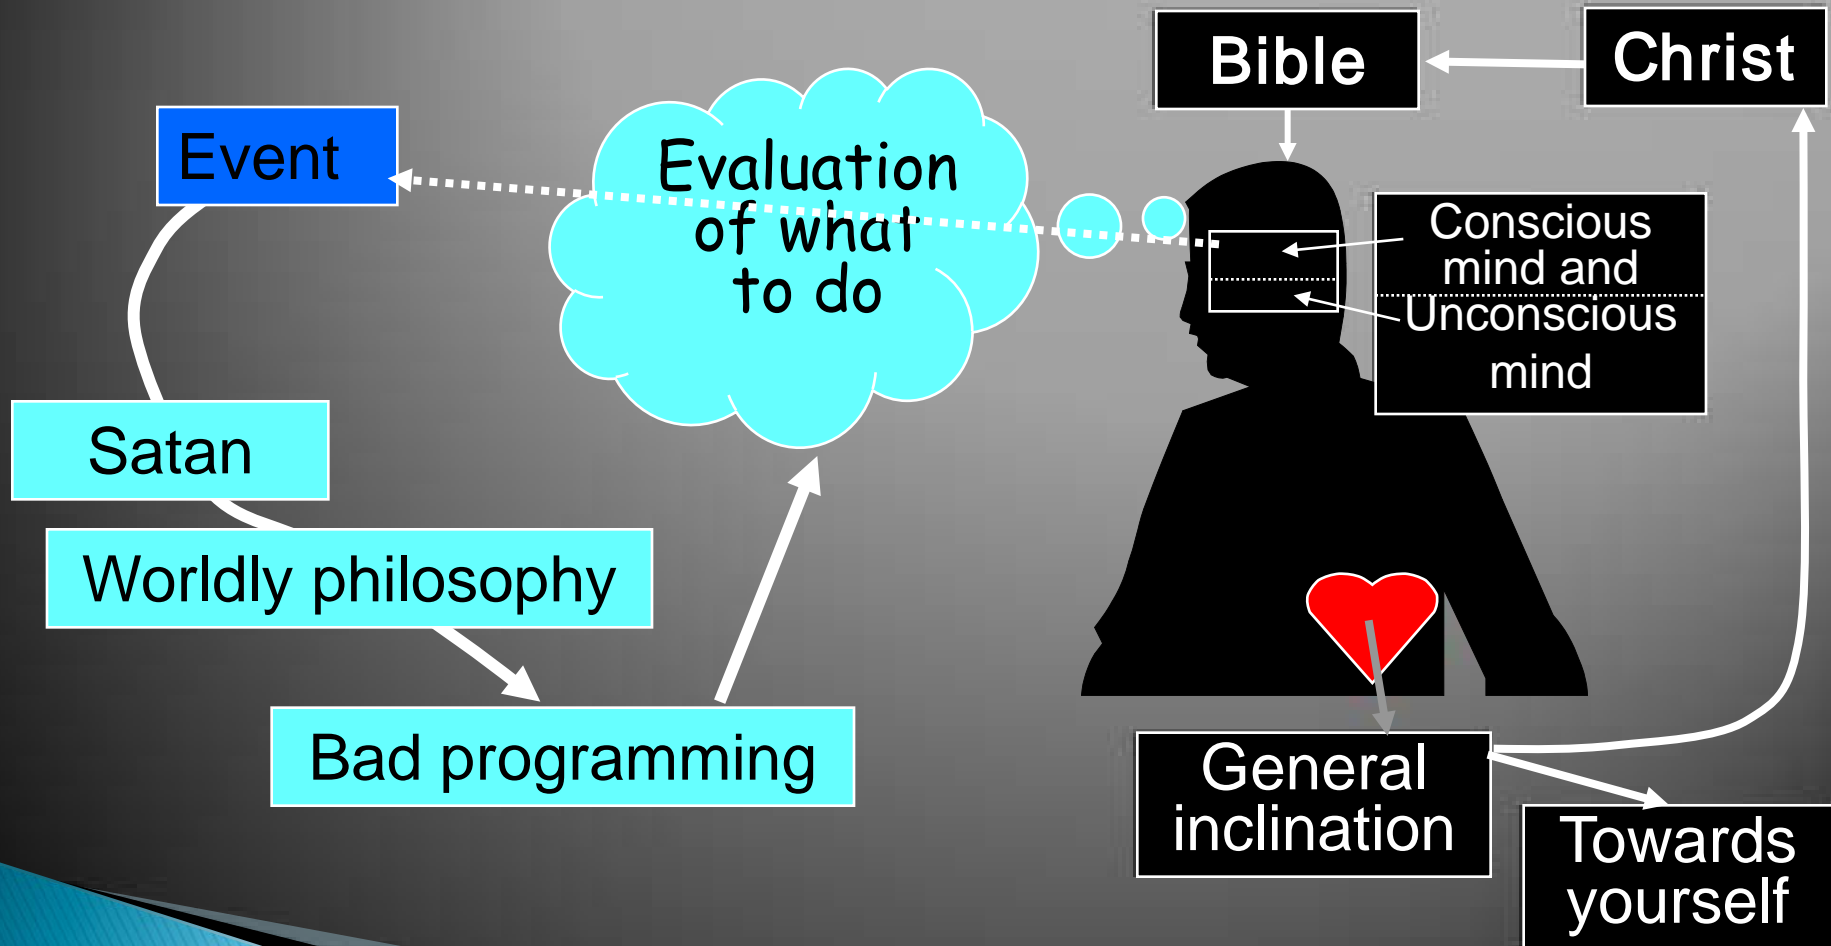 Bible
Christ
Event
Evaluation
of what
to do
Conscious
mind and
Unconscious
mind
Satan
Worldly philosophy
Bad programming
General
inclination
Towards
yourself